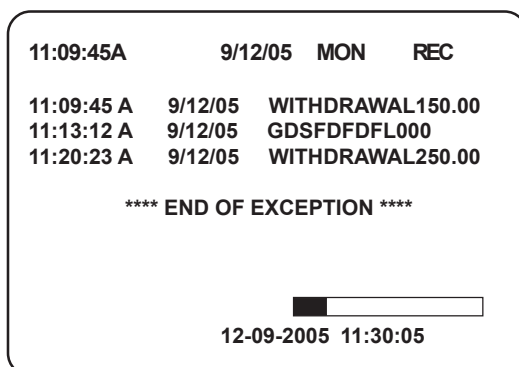 11:09:45A 9/12/05 MON REC
11:09:45 A 9/12/05 WITHDRAWAL150.00
11:13:12 A 9/12/05 GDSFDFDFL000
11:20:23 A 9/12/05 WITHDRAWAL250.00
**** END OF EXCEPTION ****
12-09-2005 11:30:05